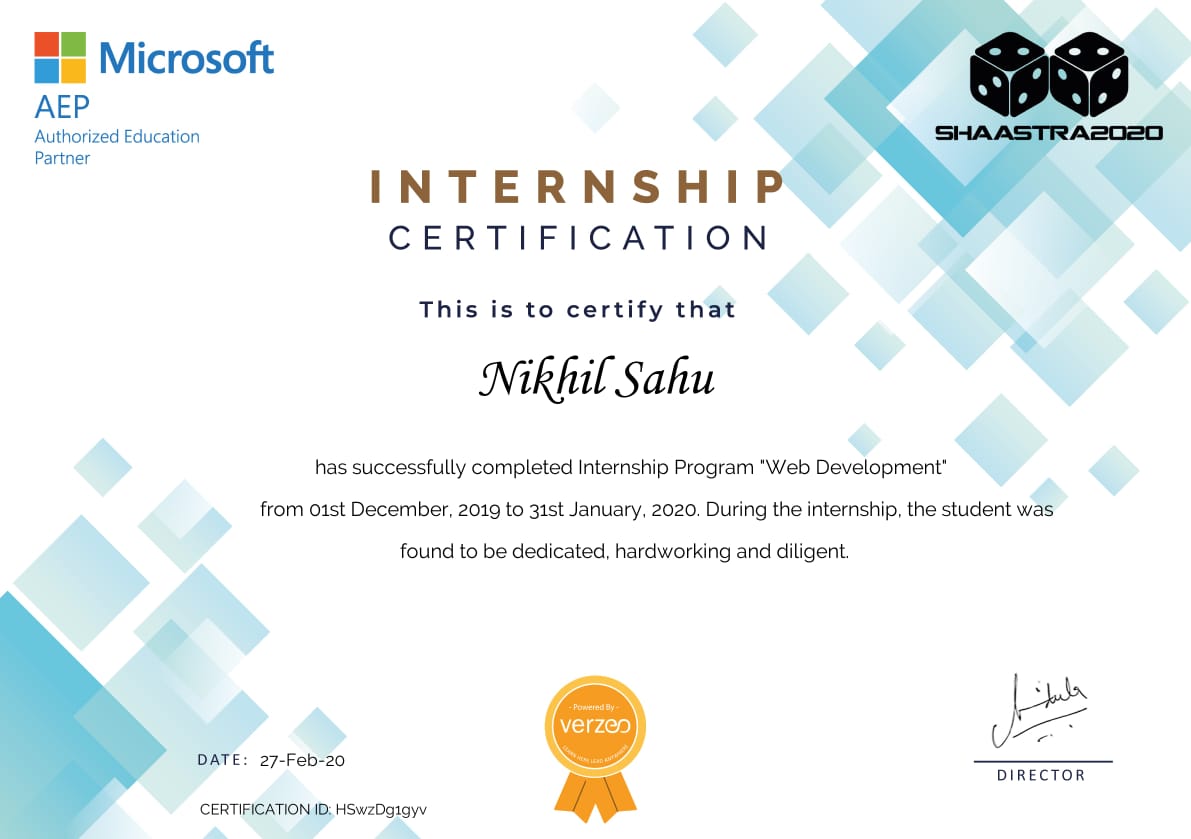 Microsoft
AEP
Authorized Education
Partner
SHAASTRA2020
INTERNSHIP
CERTIFICATION
This is to certify that
Nikhil Sahu
has successfully completed Internship Program "Web Development"
from 01st December, 2019 to 31st January, 2020. During the internship, the student was
found to be dedicated, hardworking and diligent.
- Powered By -
verzeo
LEARN HERE LEAD ANYWHERE
DATE: 27-Feb-20
CERTIFICATION ID: HSwzDg1gyv
DIRECTOR